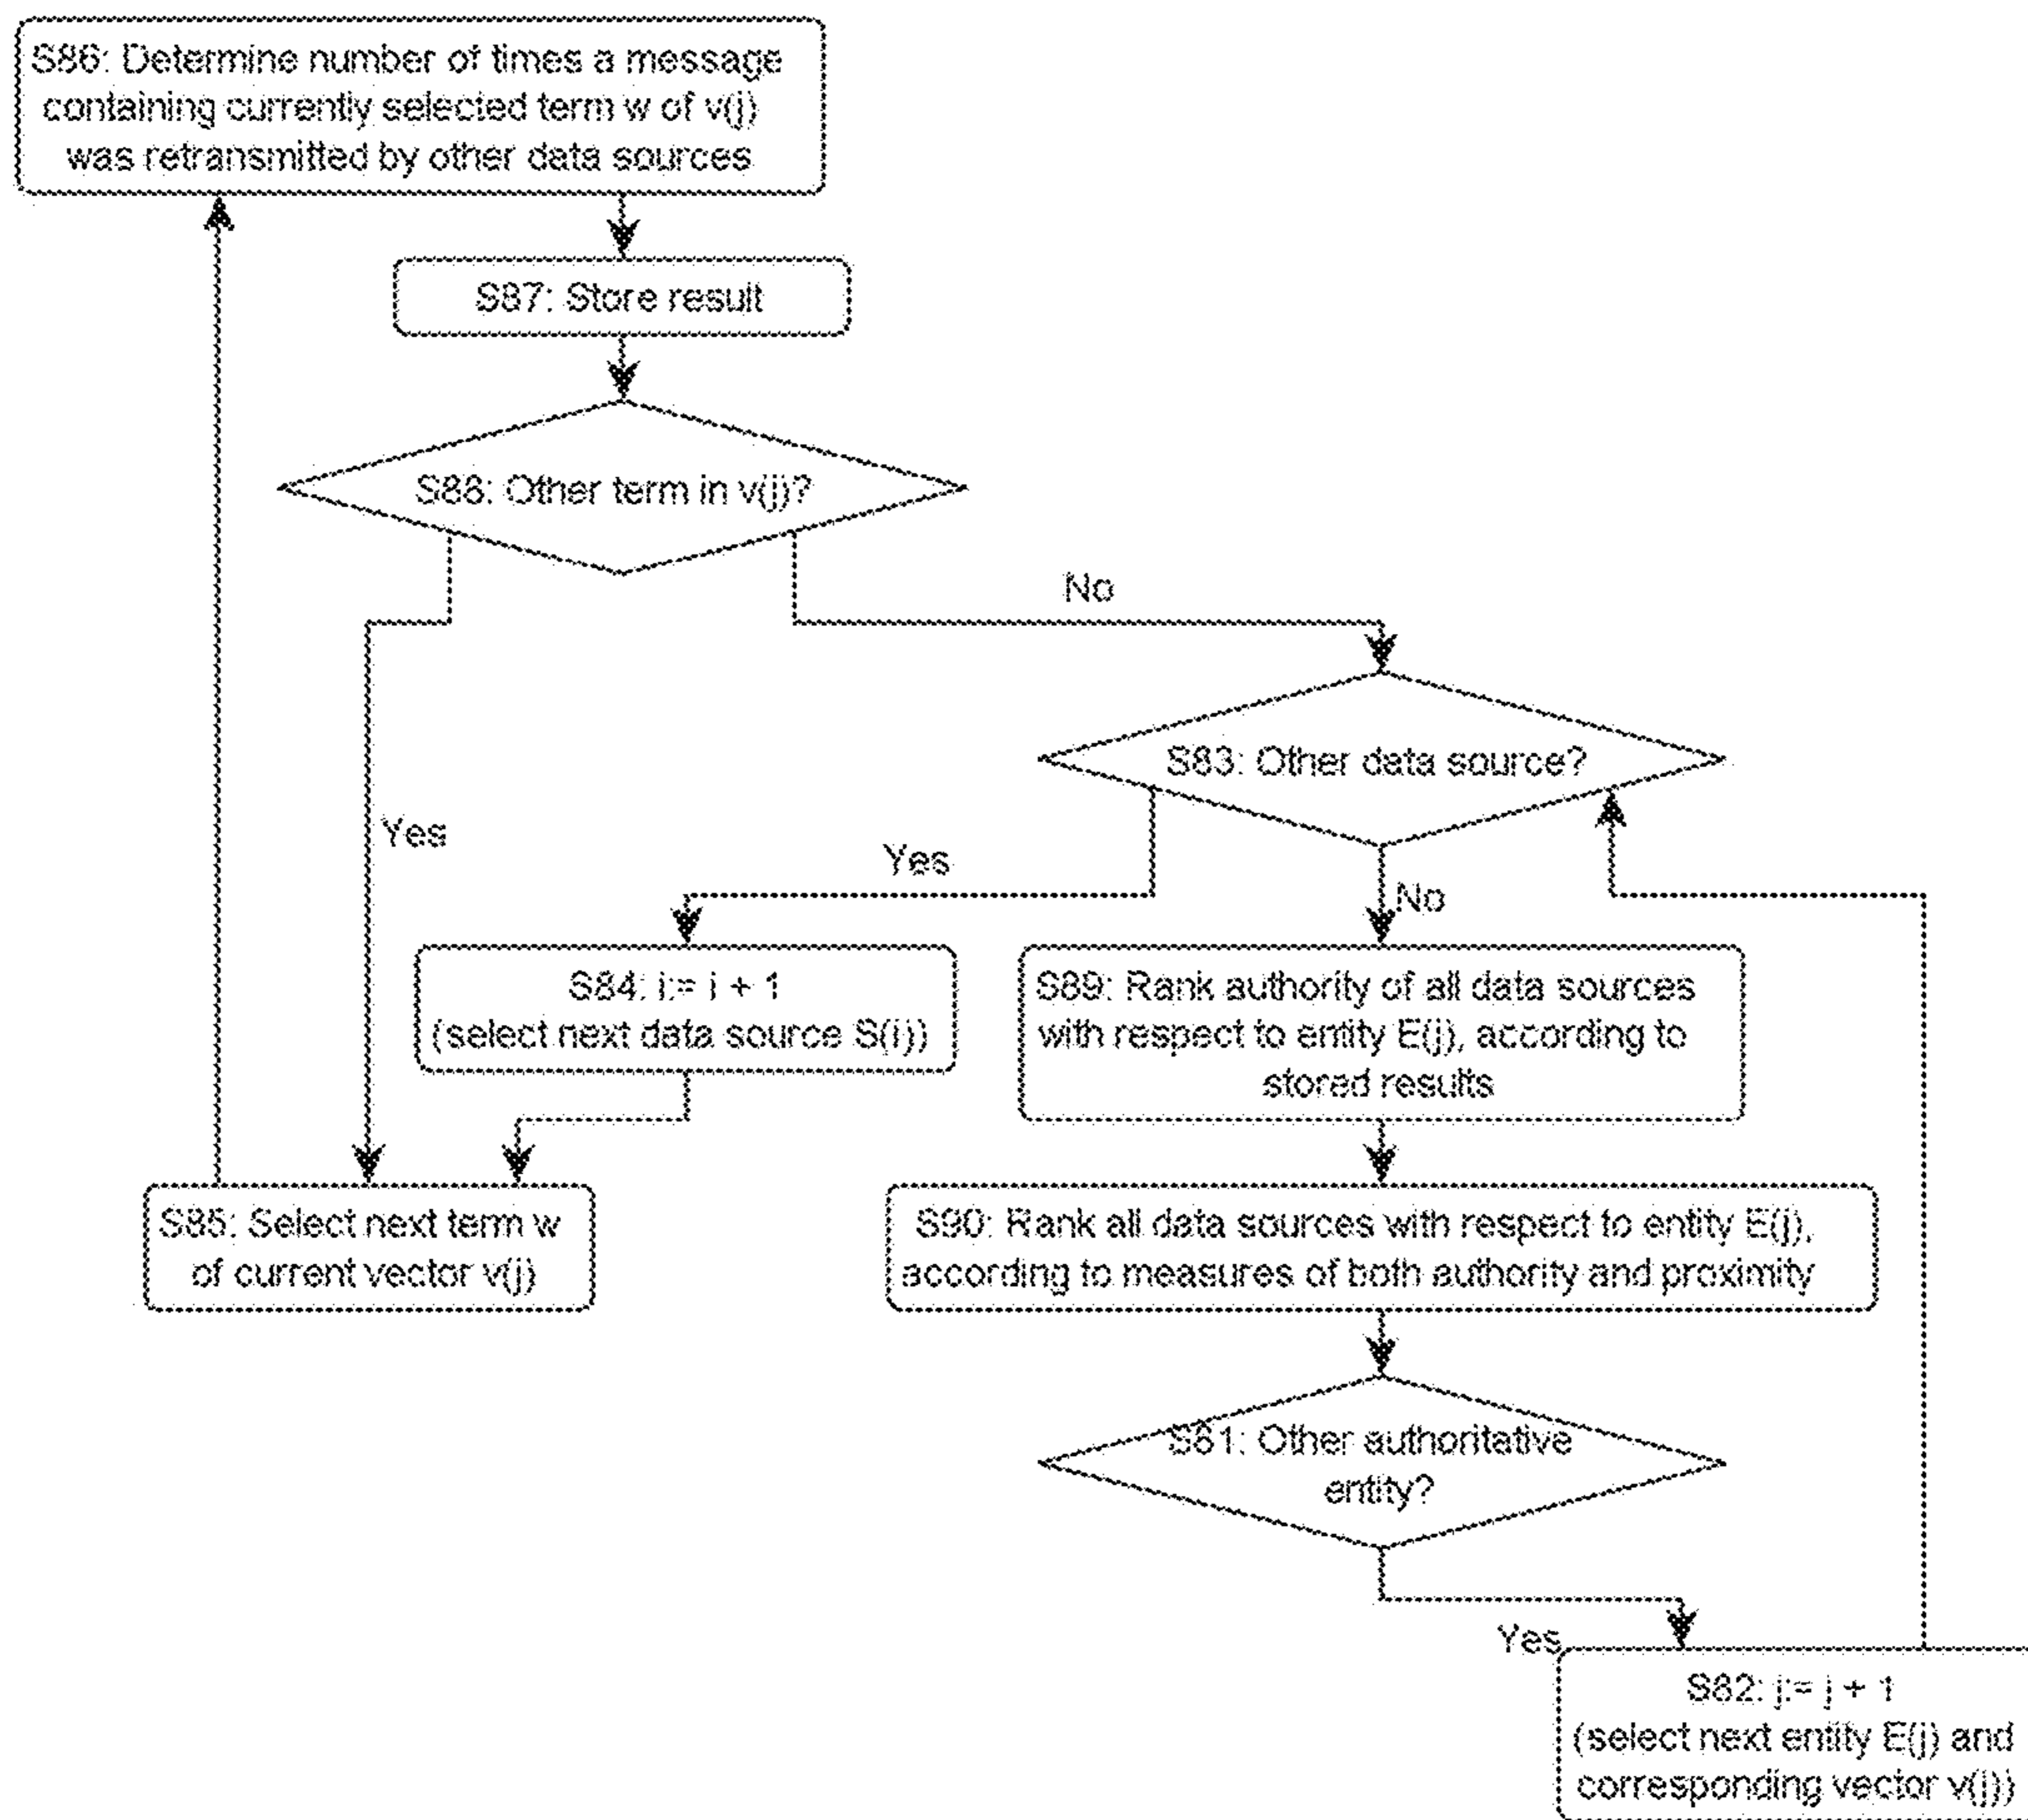 S86: Determine number of times a message
containing currently selected term w of v(j)
was retransmitted by other data sources
S87: Store result
S88: Other term in v(j)?
No
S83: Other data source?
Yes
Yes
No
S84: i:= i + 1
(select next data source S(i))
S89: Rank authority of all data sources
with respect to entity E(j), according to
stored results
S85: Select next term w
of current vector v(j)
S90: Rank all data sources with respect to entity E(j),
according to measures of both authority and proximity
S81: Other authoritative
entity?
Yes
S82: j:= j + 1
(select next entity E(j) and
corresponding vector v(j))